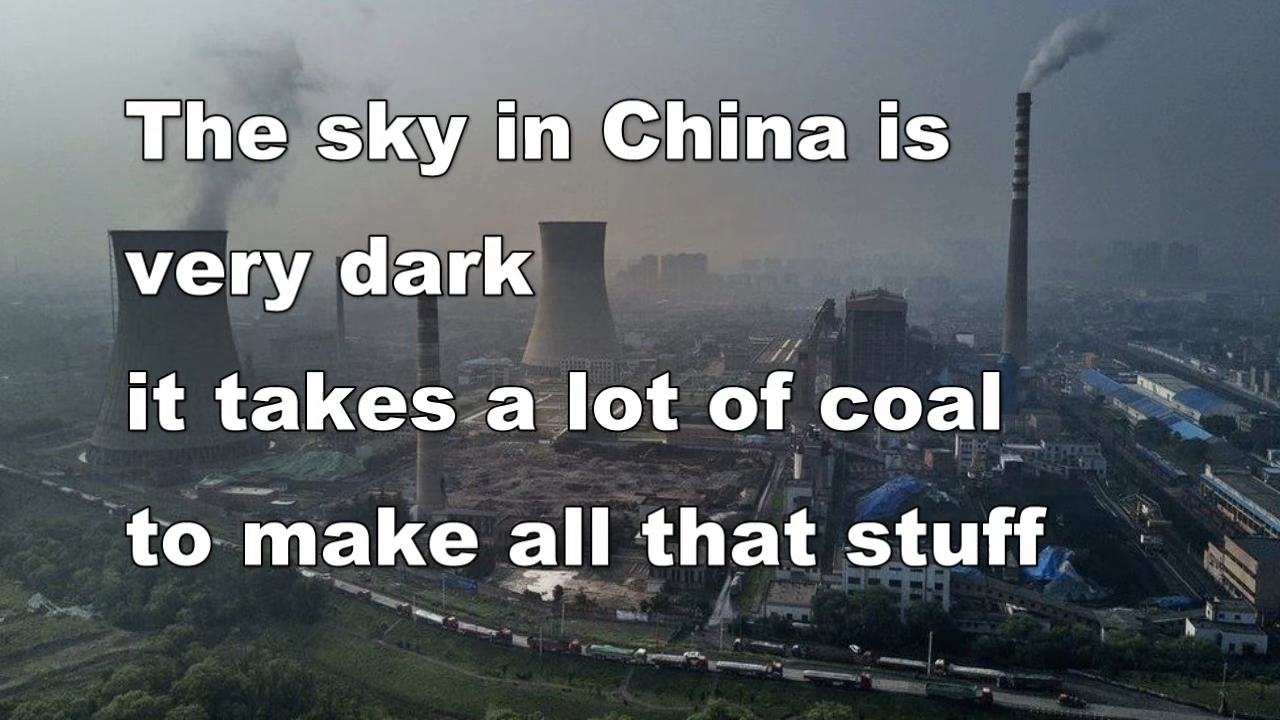 The sky in China is
very dark
it takes a lot of coal
to make all that stuff